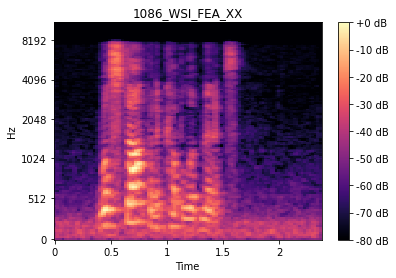 1086_WSI_FEA_XX
+0 dB
8192
-10 dB
4096
-20 dB
-30 dB
2048
-40 dB
Hz
1024
-50 dB
512
-60 dB
-70 dB
0
-80 dB
0 0.5 1 1.5 2
Time